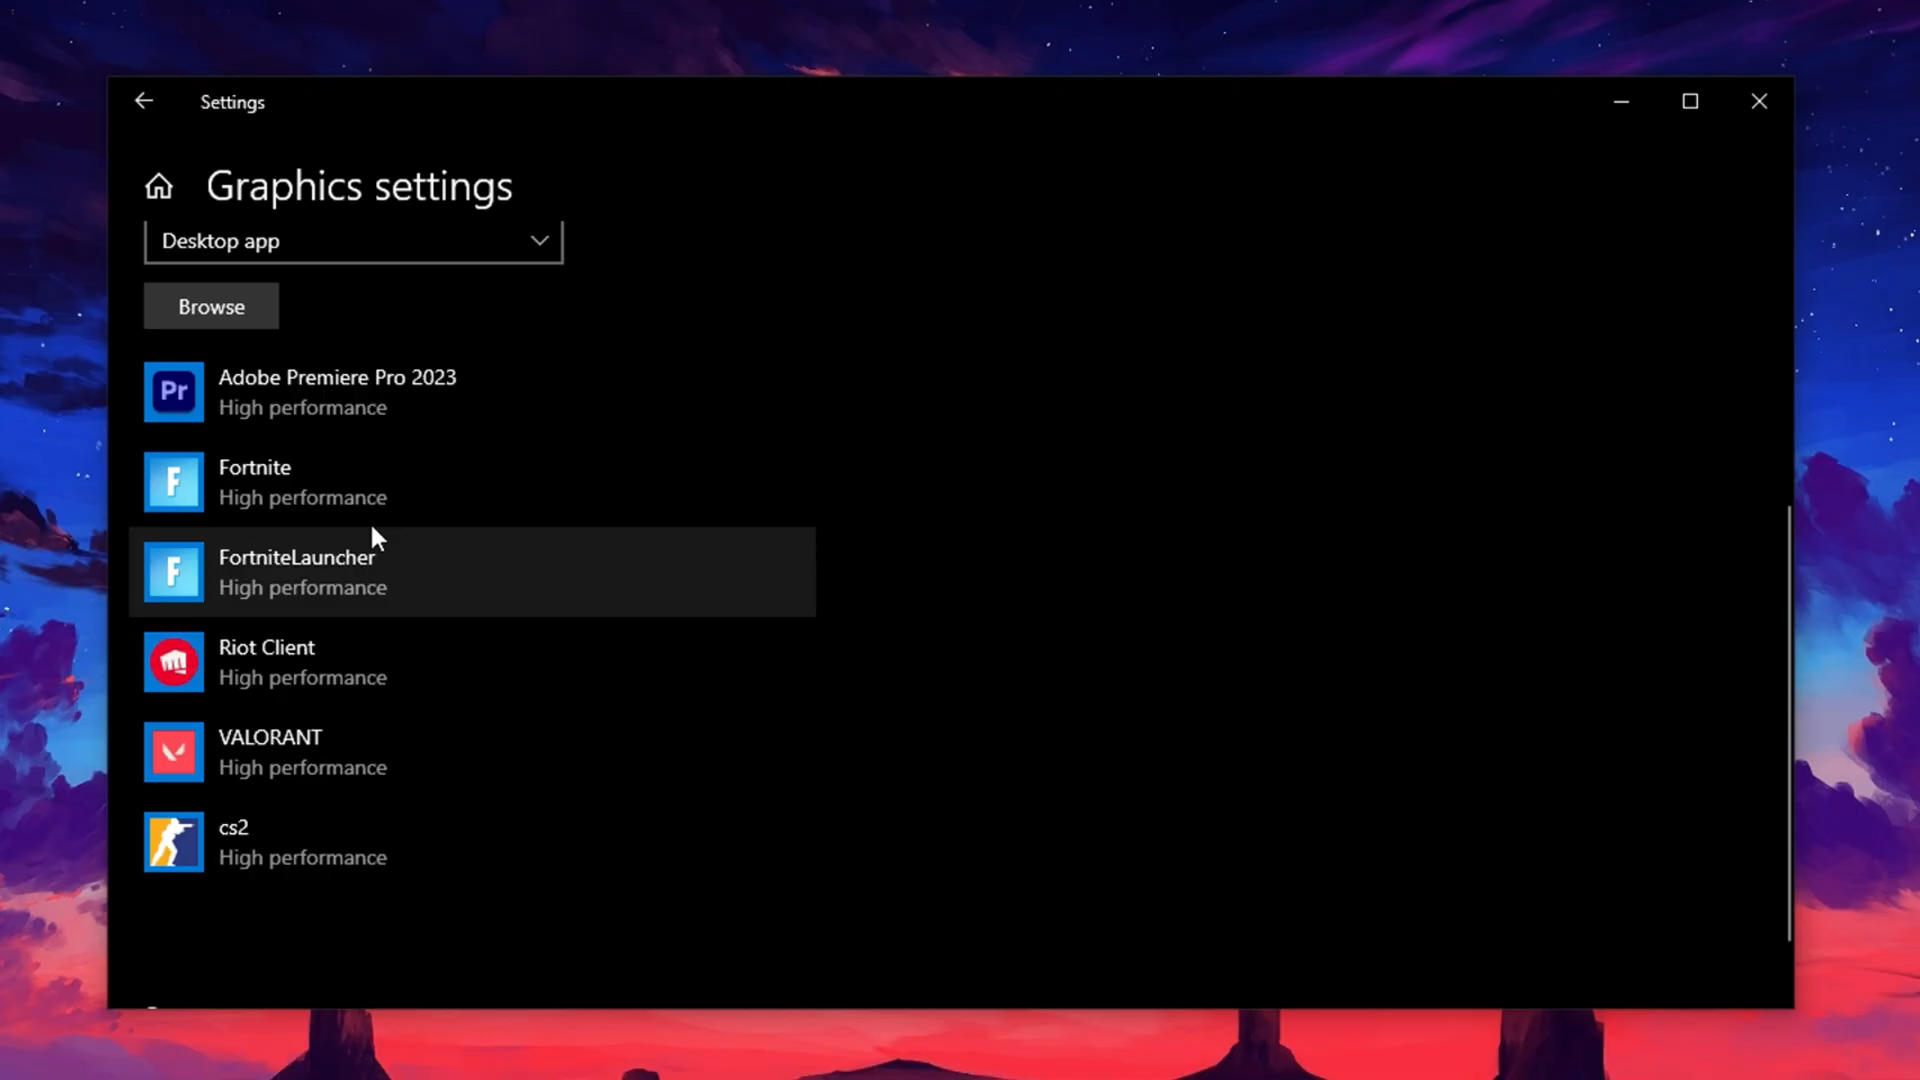 Settings
Graphics settings
Desktop app
Browse
Pr
Adobe Premiere Pro 2023
High performance
F
Fortnite
High performance
F
FortniteLauncher
High performance
Riot Client
High performance
VALORANT
High performance
cs2
High performance